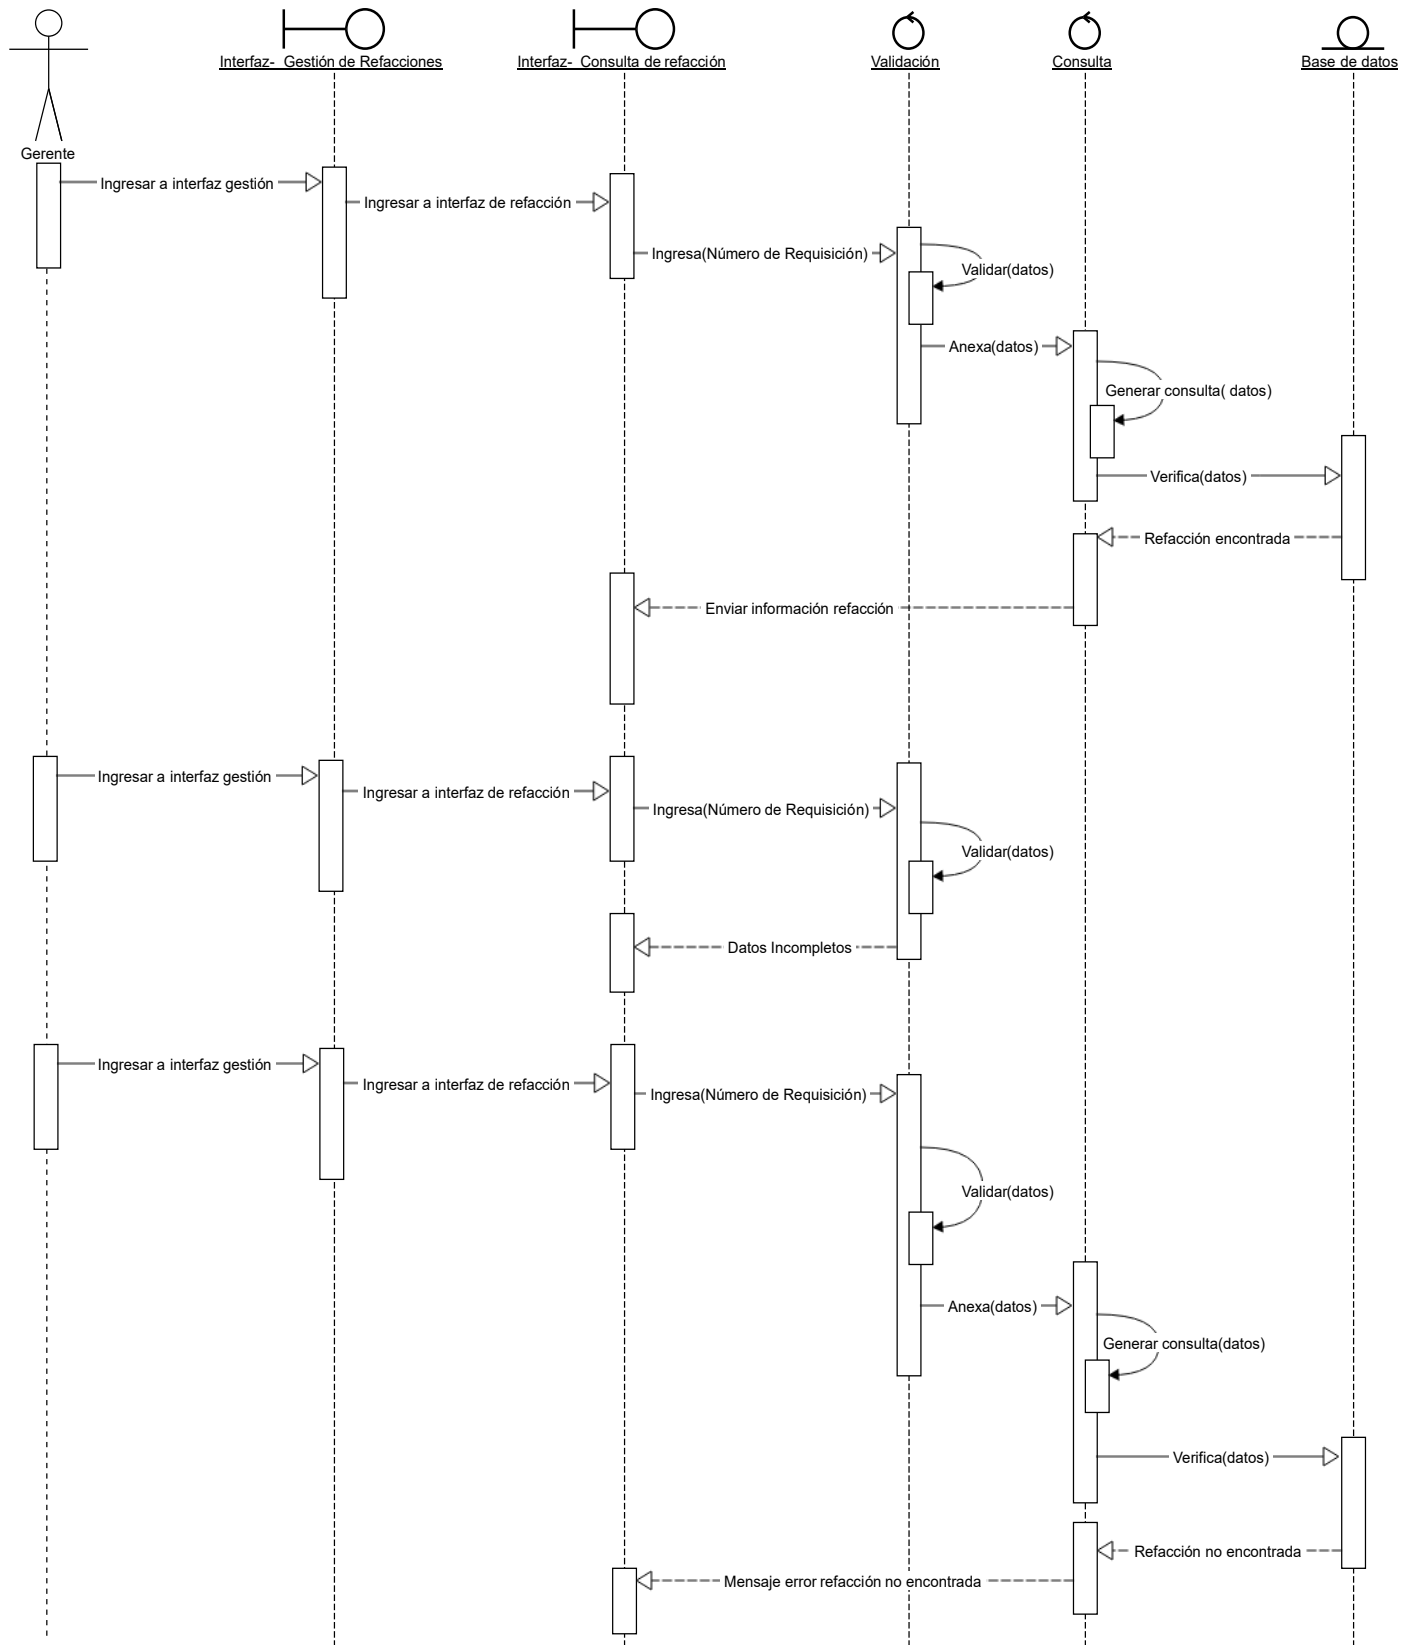 Interfaz-  Gestión de Refacciones
Interfaz-  Consulta de refacción
Validación
Consulta
Base de datos
Gerente
Ingresar a interfaz gestión
Ingresar a interfaz de refacción
Ingresa(Número de Requisición)
Validar(datos)
Anexa(datos)
Generar consulta( datos)
Verifica(datos)
Refacción encontrada
Enviar información refacción
Ingresar a interfaz gestión
Ingresar a interfaz de refacción
Ingresa(Número de Requisición)
Validar(datos)
Datos Incompletos
Ingresar a interfaz gestión
Ingresar a interfaz de refacción
Ingresa(Número de Requisición)
Validar(datos)
Anexa(datos)
Generar consulta(datos)
Verifica(datos)
Refacción no encontrada
Mensaje error refacción no encontrada